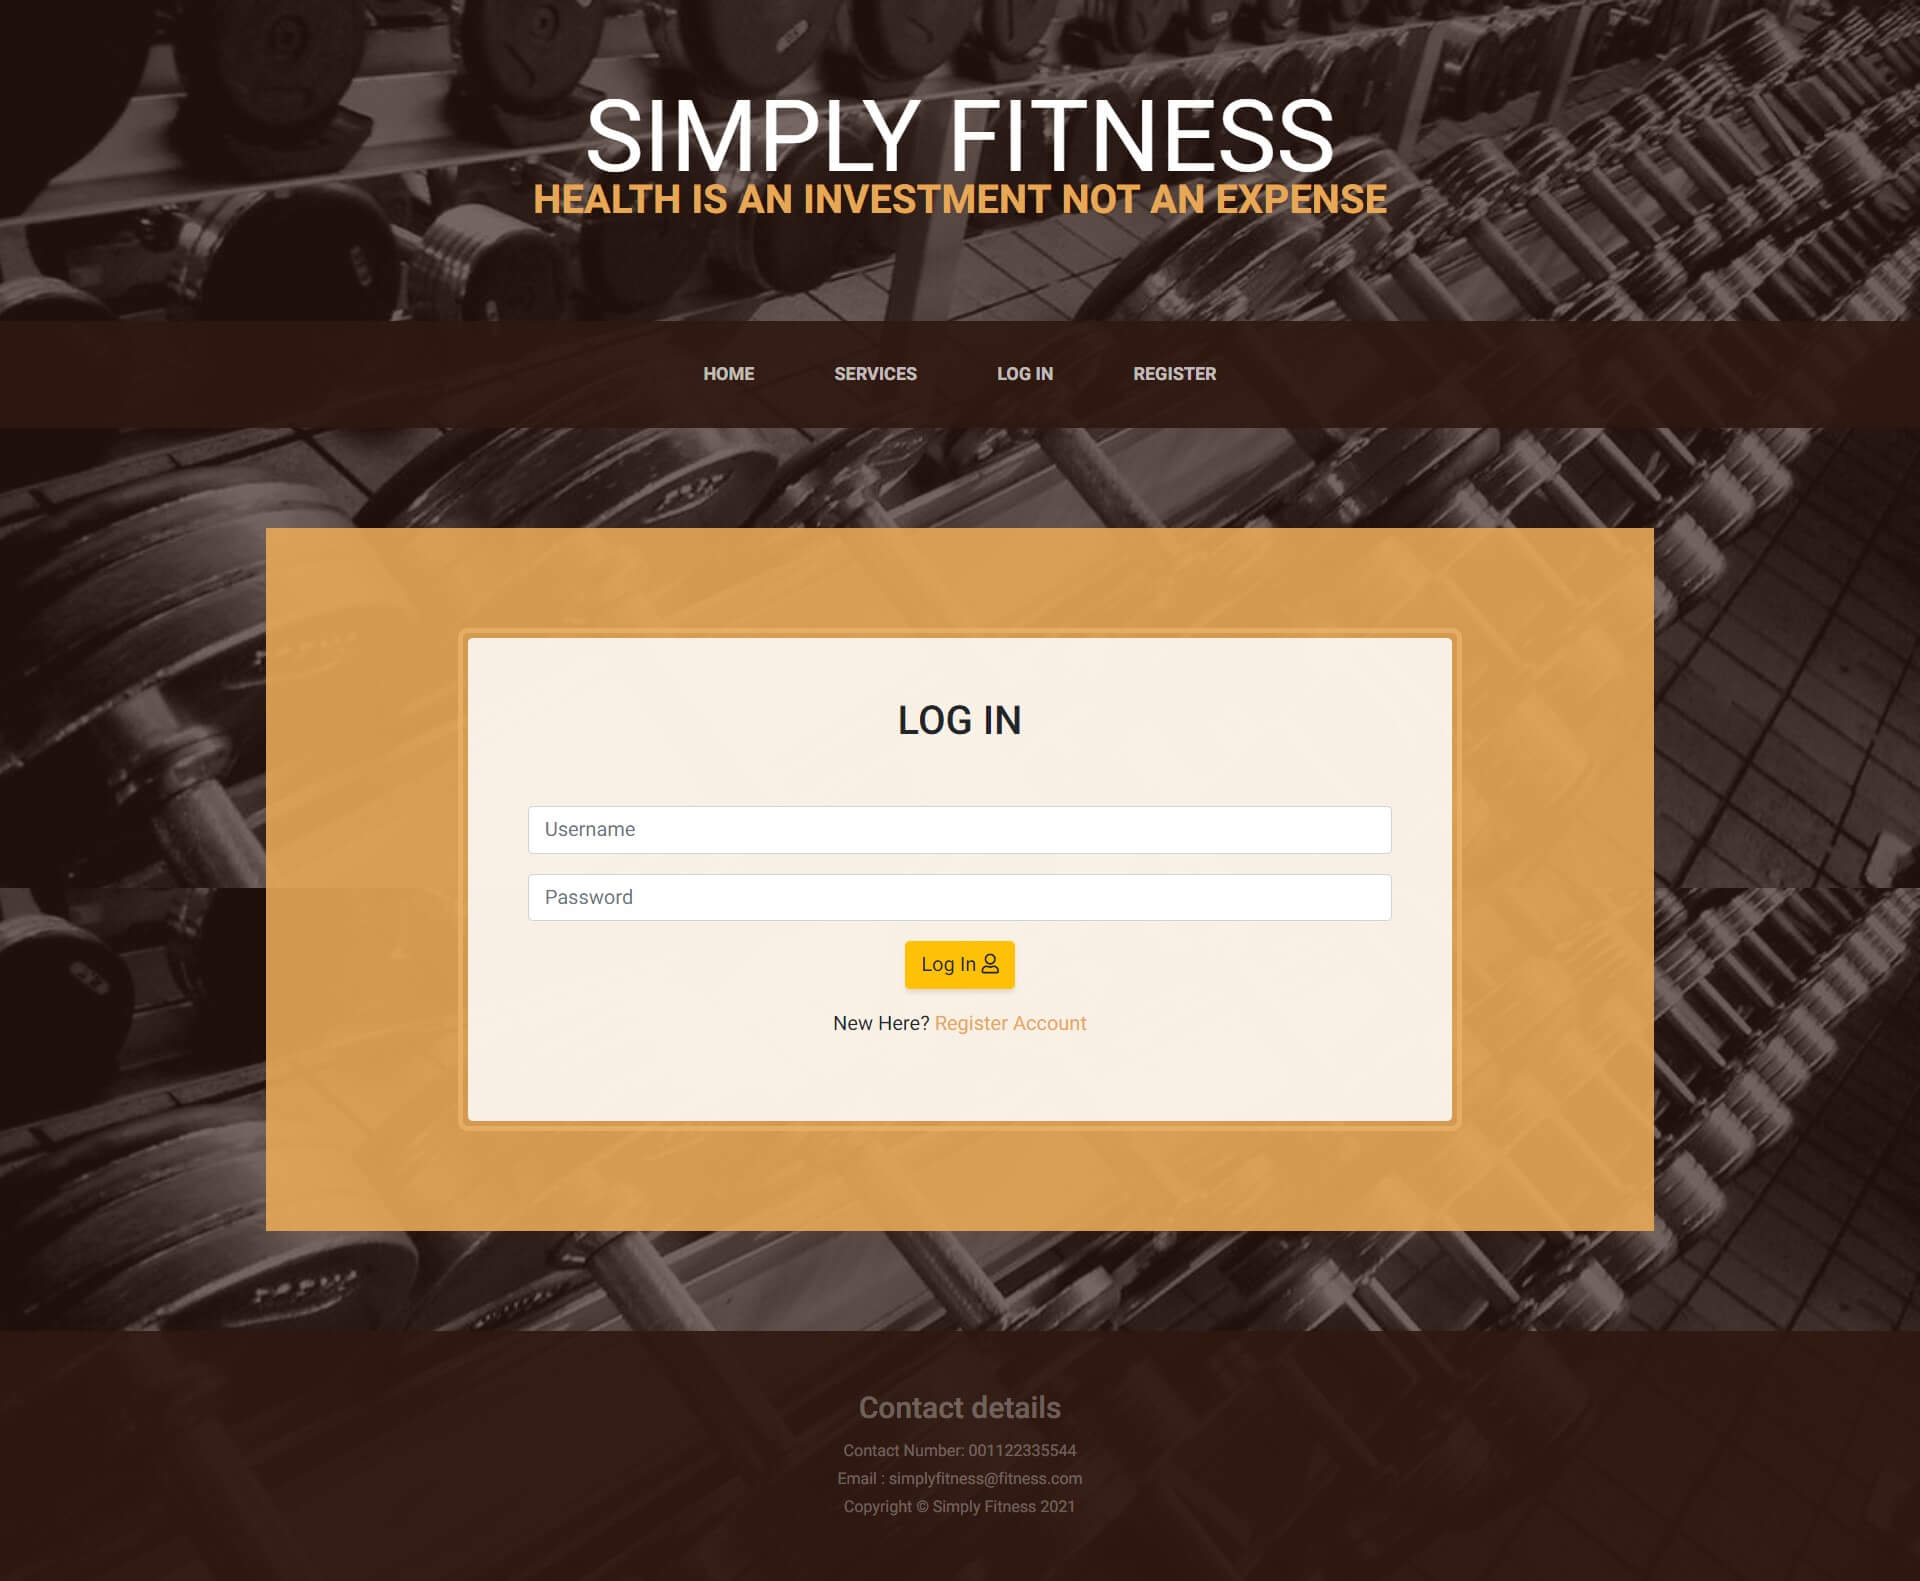 SIMPLY FITNESS
HEALTH IS AN INVESTMENT NOT AN EXPENSE
HOME SERVICES LOG IN REGISTER
LOG IN
Username
Password
Log In
New Here? Register Account
Contact details
Contact Number: 001122335544
Email : simplyfitness@fitness.com
Copyright © Simply Fitness 2021